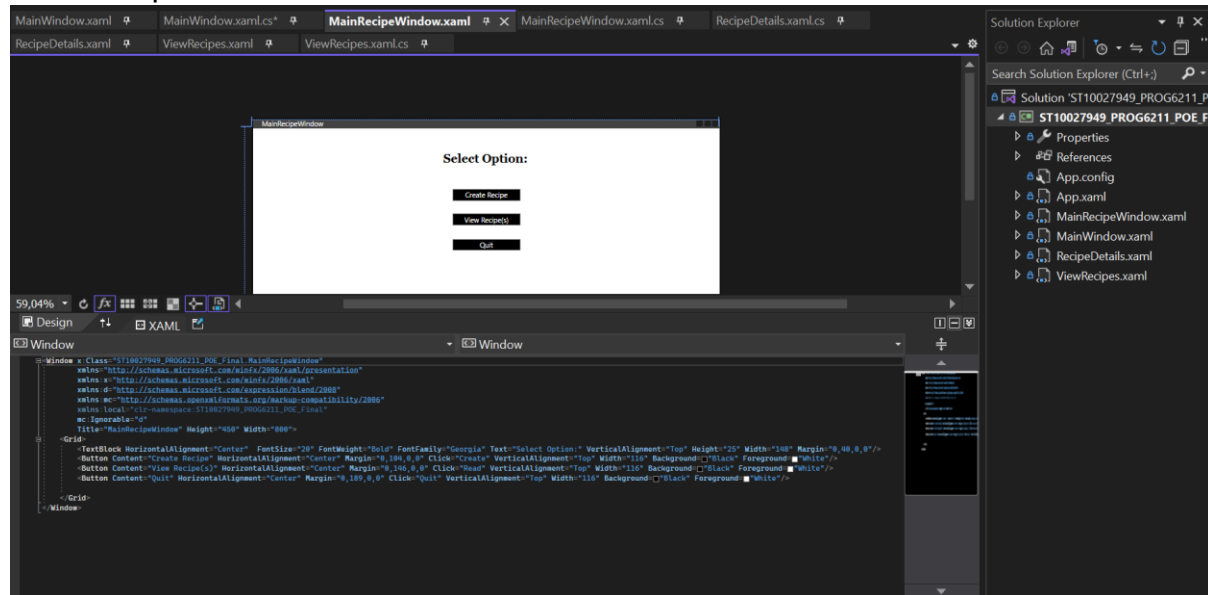 MainWindow.xaml MainWindow.xaml.cs* MainRecipeWindow.xaml MainRecipeWindow.xaml.cs RecipeDetails.xaml.cs
RecipeDetails.xaml ViewRecipes.xaml ViewRecipes.xaml.cs
MainRecipeWindow
Select Option:
Create Recipe
View Recipe(s)
Quit
59,04% fx
Design XAML
Window Window
<Window x:Class="ST10027949_PROG6211_POE_Final.MainRecipeWindow"
xmlns="http://schemas.microsoft.com/winfx/2006/xaml/presentation"
xmlns:x="http://schemas.microsoft.com/winfx/2006/xaml"
xmlns:d="http://schemas.microsoft.com/expression/blend/2008"
xmlns:mc="http://schemas.openxmlformats.org/markup-compatibility/2006"
xmlns:local="clr-namespace:ST10027949_PROG6211_POE_Final"
mc:Ignorable="d"
Title="MainRecipeWindow" Height="450" Width="800">
<Grid>
<TextBlock HorizontalAlignment="Center" FontSize="20" FontWeight="Bold" FontFamily="Georgia" Text="Select Option:" VerticalAlignment="Top" Height="25" Width="148" Margin="0,40,0,0"/>
<Button Content="Create Recipe" HorizontalAlignment="Center" Margin="0,104,0,0" Click="Create" VerticalAlignment="Top" Width="116" Background="Black" Foreground="White"/>
<Button Content="View Recipe(s)" HorizontalAlignment="Center" Margin="0,146,0,0" Click="Read" VerticalAlignment="Top" Width="116" Background="Black" Foreground="White"/>
<Button Content="Quit" HorizontalAlignment="Center" Margin="0,189,0,0" Click="Quit" VerticalAlignment="Top" Width="116" Background="Black" Foreground="White"/>
</Grid>
</Window>
Solution Explorer
Search Solution Explorer (Ctrl+;)
Solution 'ST10027949_PROG6211_P
ST10027949_PROG6211_POE_F
Properties
References
App.config
App.xaml
MainRecipeWindow.xaml
MainWindow.xaml
RecipeDetails.xaml
ViewRecipes.xaml